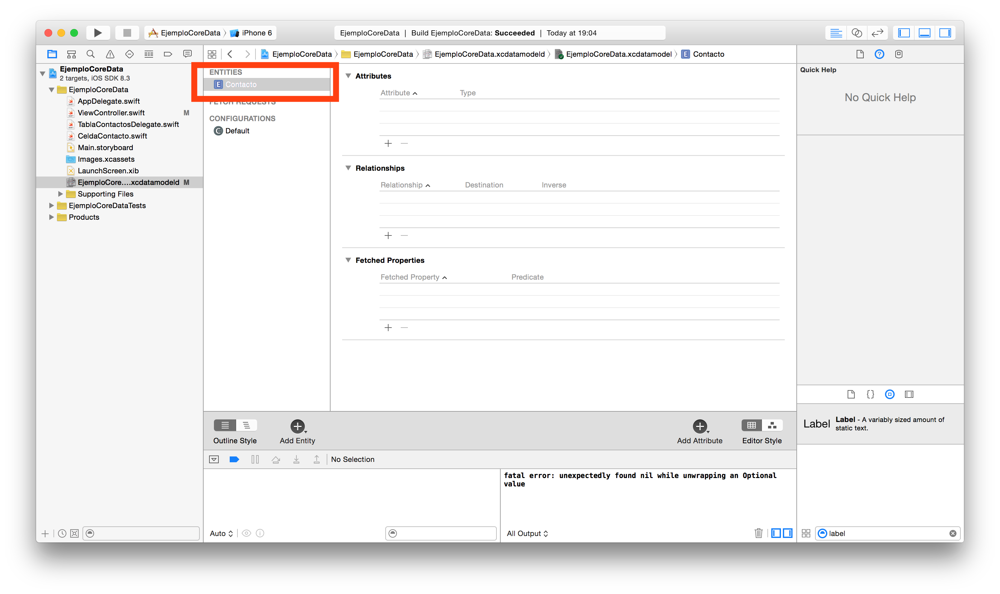 EjemploCoreData 〉 iPhone 6
EjemploCoreData | Build EjemploCoreData: Succeeded | Today at 19:04
EjemploCoreData 〉 EjemploCoreData 〉 EjemploCoreData.xcdatamodeld 〉 EjemploCoreData.xcdatamodel 〉 E Contacto
EjemploCoreData
2 targets, iOS SDK 8.3
EjemploCoreData
AppDelegate.swift
ViewController.swift M
TablaContactosDelegate.swift
CeldaContacto.swift
Main.storyboard
Images.xcassets
LaunchScreen.xib
EjemploCore....xcdatamodeld M
Supporting Files
EjemploCoreDataTests
Products
ENTITIES
E Contacto
FETCH REQUESTS
CONFIGURATIONS
C Default
Attributes
Attribute Type
Relationships
Relationship Destination Inverse
Fetched Properties
Fetched Property Predicate
Quick Help
No Quick Help
Outline Style Add Entity Add Attribute Editor Style
No Selection
fatal error: unexpectedly found nil while unwrapping an Optional
value
Auto
All Output
Label Label - A variably sized amount of
static text.
label